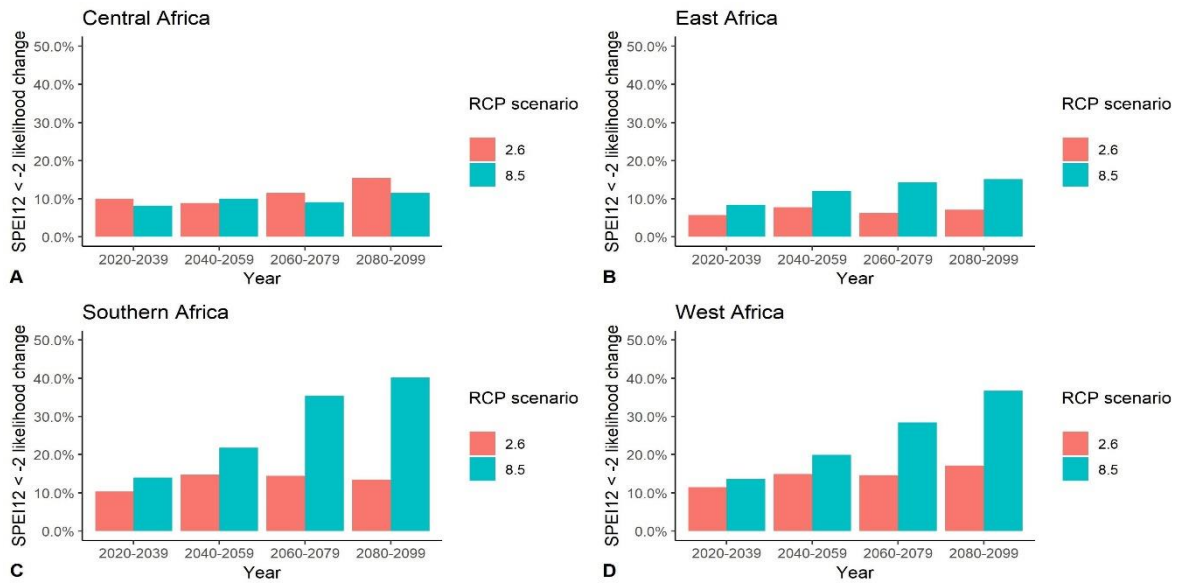 Central Africa
SPEI12 < -2 likelihood change
50.0%
40.0%
30.0%
20.0%
10.0%
0.0%
2020-2039 2040-2059 2060-2079 2080-2099
Year
RCP scenario
2.6
8.5
A
East Africa
SPEI12 < -2 likelihood change
50.0%
40.0%
30.0%
20.0%
10.0%
0.0%
2020-2039 2040-2059 2060-2079 2080-2099
Year
RCP scenario
2.6
8.5
B
Southern Africa
SPEI12 < -2 likelihood change
50.0%
40.0%
30.0%
20.0%
10.0%
0.0%
2020-2039 2040-2059 2060-2079 2080-2099
Year
RCP scenario
2.6
8.5
C
West Africa
SPEI12 < -2 likelihood change
50.0%
40.0%
30.0%
20.0%
10.0%
0.0%
2020-2039 2040-2059 2060-2079 2080-2099
Year
RCP scenario
2.6
8.5
D